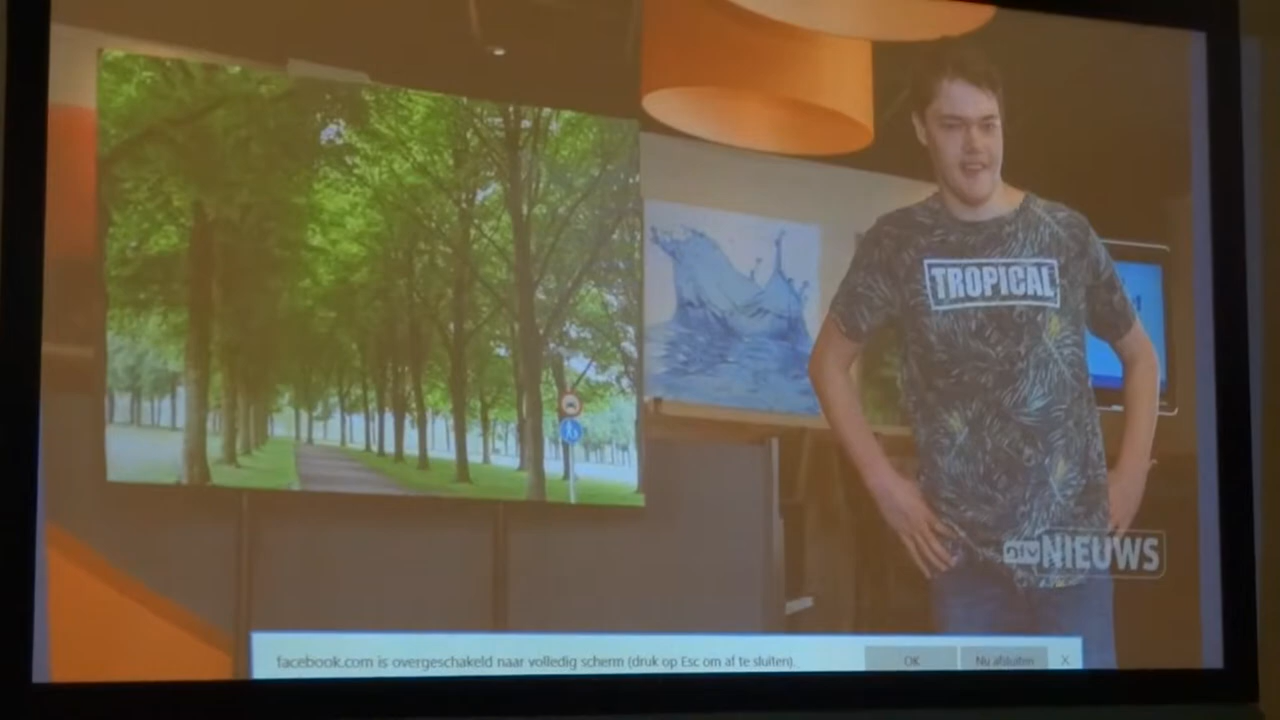 TROPICAL
ntv NIEUWS
facebook.com is overgeschakeld naar volledig scherm (druk op Esc om af te sluiten).
OK
Nu afsluiten
X